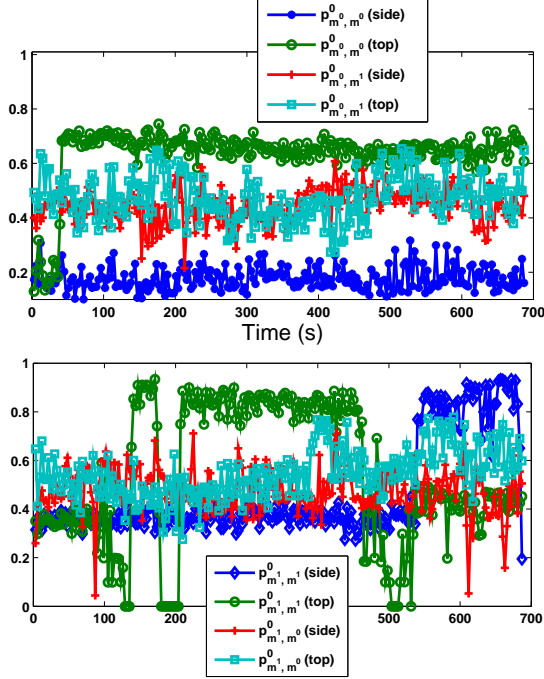 p⁰ₘ⁰,ₘ⁰ (side)
p⁰ₘ⁰,ₘ⁰ (top)
p⁰ₘ⁰,ₘ¹ (side)
p⁰ₘ⁰,ₘ¹ (top)
1
0.8
0.6
0.4
0.2
0 100 200 300 400 500 600 700
Time (s)
1
0.8
0.6
0.4
0.2
0
p⁰ₘ¹,ₘ¹ (side)
p⁰ₘ¹,ₘ¹ (top)
p⁰ₘ¹,ₘ⁰ (side)
p⁰ₘ¹,ₘ⁰ (top)
0 100 200 300 400 500 600 700